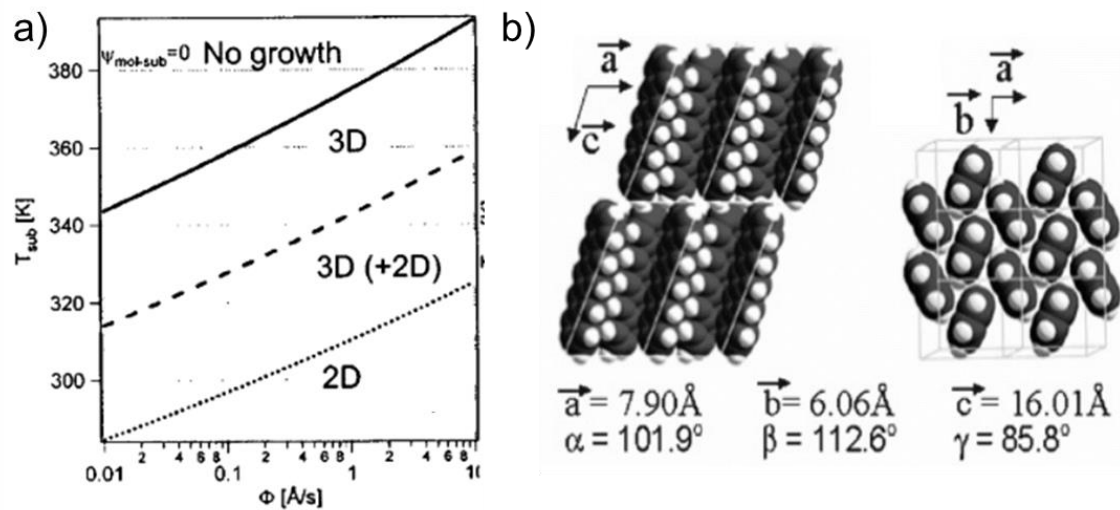 a)
Ψmol-sub=0 No growth
380
3D
360
340
3D (+2D)
320
2D
300
Tsub [K]
0.01 2 4 6 8 0.1 2 4 6 8 1 2 4 6 8 10
Φ [Å/s]
b)
a
c
a
b
a = 7.90Å b= 6.06Å c = 16.01Å
α = 101.9° β = 112.6° γ = 85.8°